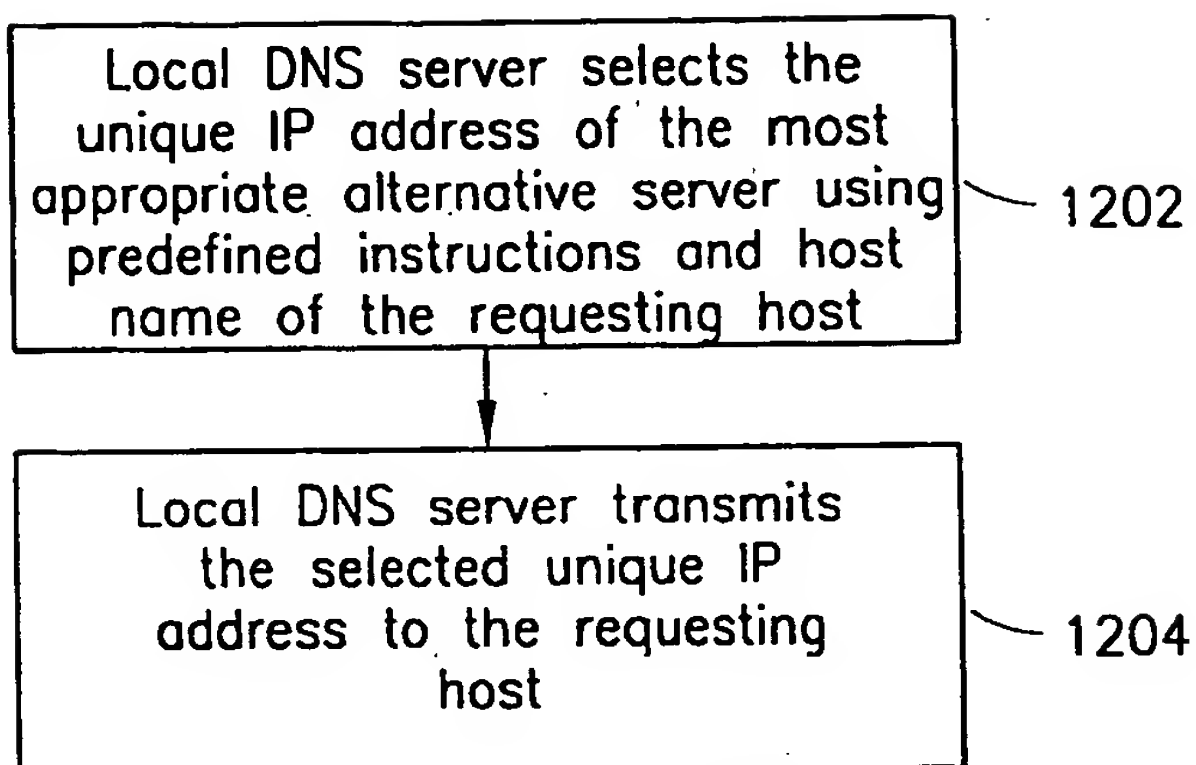 Local DNS server selects the
unique IP address of the most
appropriate alternative server using
predefined instructions and host
name of the requesting host
1202
Local DNS server transmits
the selected unique IP
address to the requesting
host
1204